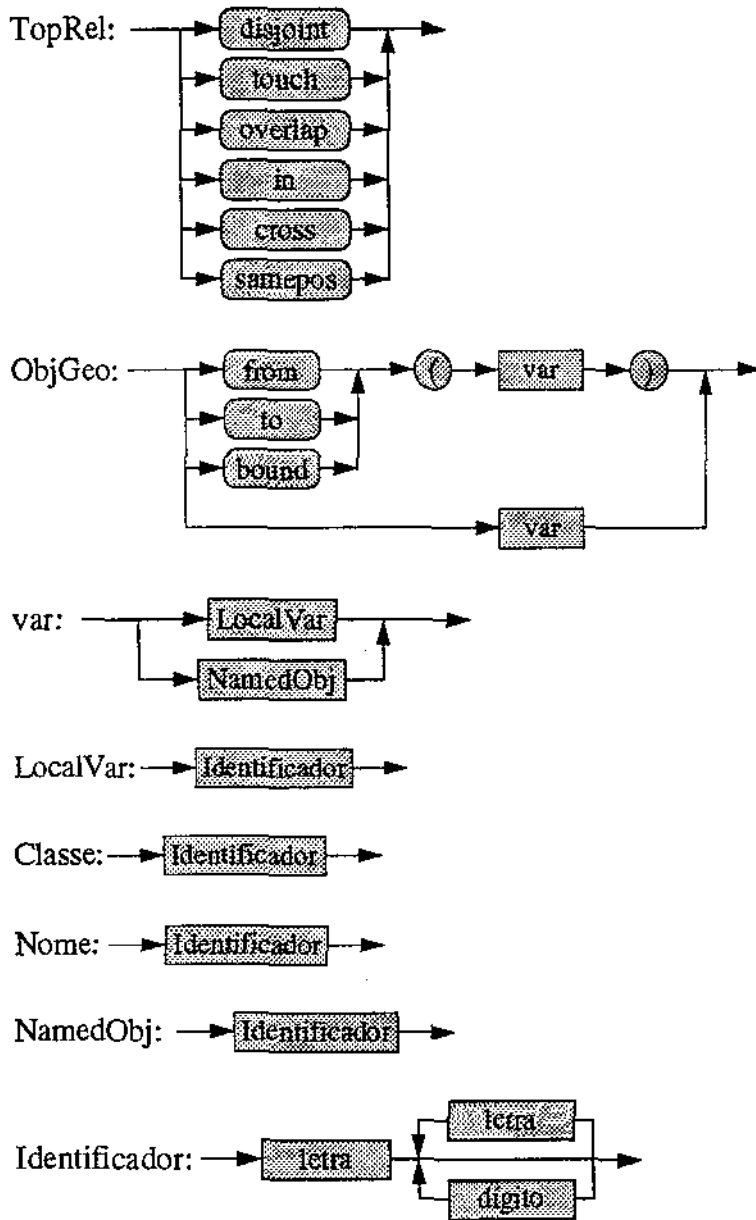 TopRel: disjoint
touch
overlap
in
cross
samepos
ObjGeo: from ( var )
to
bound
var
var: LocalVar
NamedObj
LocalVar: Identificador
Classe: Identificador
Nome: Identificador
NamedObj: Identificador
letra
Identificador: letra
dígito